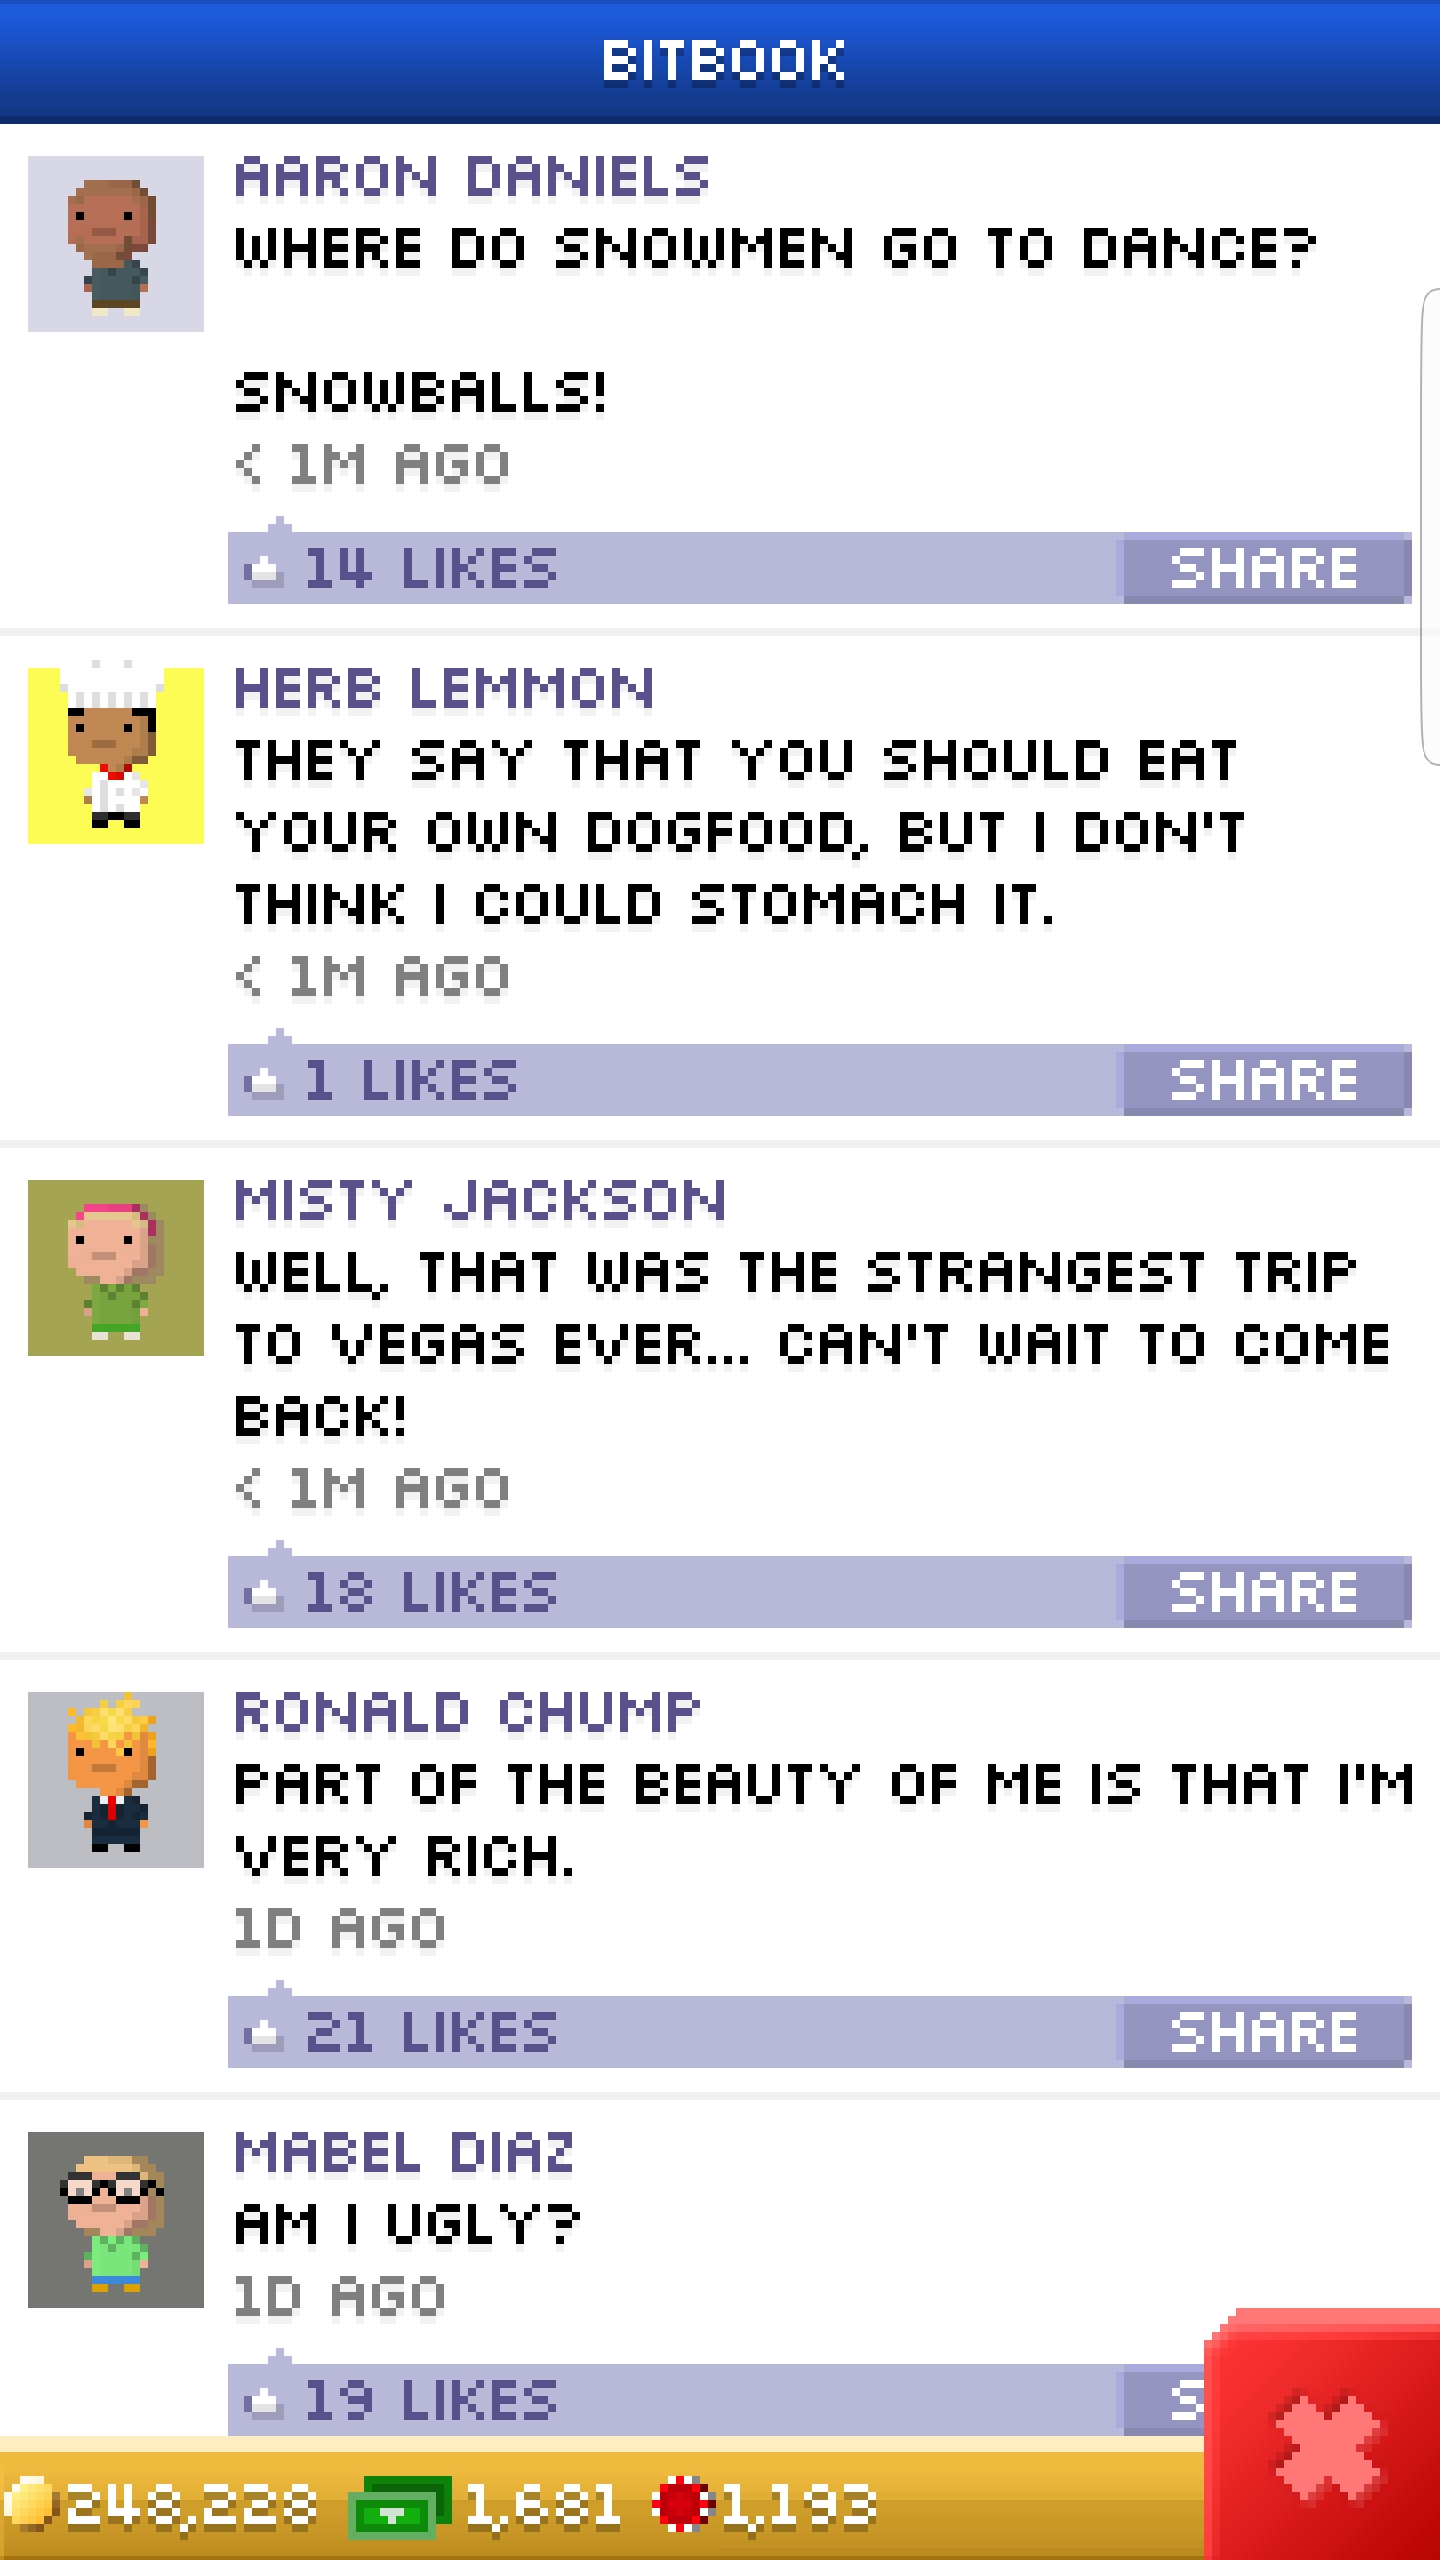 BITBOOK
AARON DANIELS
WHERE DO SNOWMEN GO TO DANCE?
SNOWBALLS!
< 1M AGO
14 LIKES SHARE
HERB LEMMON
THEY SAY THAT YOU SHOULD EAT
YOUR OWN DOGFOOD, BUT I DON'T
THINK I COULD STOMACH IT.
< 1M AGO
1 LIKES SHARE
MISTY JACKSON
WELL, THAT WAS THE STRANGEST TRIP
TO VEGAS EVER... CAN'T WAIT TO COME
BACK!
< 1M AGO
18 LIKES SHARE
RONALD CHUMP
PART OF THE BEAUTY OF ME IS THAT I'M
VERY RICH.
1D AGO
21 LIKES SHARE
MABEL DIAZ
AM I UGLY?
1D AGO
19 LIKES S
248,228 1,681 1,193